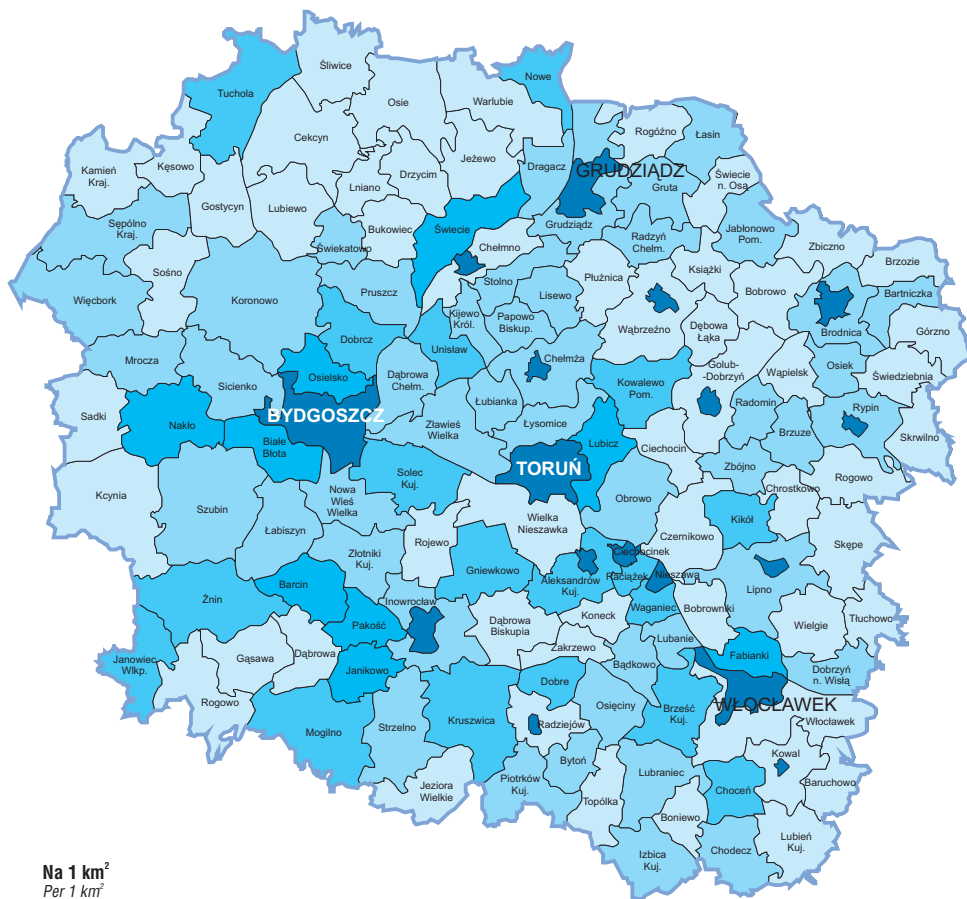 Śliwice
Nowe
Tuchola
Osie
Warlubie
Cekcyn
Rogóźno
Łasin
Kamień
Kraj.
Kęsowo
Jeżewo
Dragacz
GRUDZIĄDZ
Drzycim
Lniano
Gruta
Świecie
n. Osą
Gostycyn
Lubiewo
Sępólno
Kraj.
Bukowiec
Świecie
Grudziądz
Radzyń
Chełm.
Jabłonowo
Pom.
Świekatowo
Chełmno
Zbiczno
Sośno
Płużnica
Książki
Brzozie
Więcbork
Koronowo
Pruszcz
Stolno
Lisewo
Bobrowo
Bartniczka
Kijewo
Król.
Papowo
Biskup.
Wąbrzeźno
Dębowa
Łąka
Brodnica
Górzno
Mrocza
Dobrcz
Unisław
Chełmża
Golub-
-Dobrzyń
Wąpielsk
Osiek
Świedziebnia
Sicienko
Osielsko
Dąbrowa
Chełm.
Kowalewo
Pom.
Sadki
Łubianka
Radomin
Rypin
Nakło
BYDGOSZCZ
Zławieś
Wielka
Łysomice
Brzuze
Skrwilno
Białe
Błota
Lubicz
Ciechocin
TORUŃ
Zbójno
Rogowo
Solec
Kuj.
Kcynia
Nowa
Wieś
Wielka
Obrowo
Chrostkowo
Szubin
Łabiszyn
Wielka
Nieszawka
Kikół
Czernikowo
Skępe
Rojewo
Złotniki
Kuj.
Ciechocinek
Gniewkowo
Aleksandrów
Kuj.
Raciążek
Nieszawa
Barcin
Żnin
Lipno
Inowrocław
Waganiec
Bobrowniki
Pakość
Dąbrowa
Biskupia
Koneck
Wielgie
Tłuchowo
Zakrzewo
Lubanie
Dąbrowa
Gąsawa
Fabianki
Janowiec
Wlkp.
Bądkowo
Dobrzyń
n. Wisłą
Janikowo
Dobre
Rogowo
Osięciny
Brześć
Kuj.
WŁOCŁAWEK
Kruszwica
Radziejów
Włocławek
Mogilno
Strzelno
Kowal
Bytoń
Lubraniec
Baruchowo
Jeziora
Wielkie
Piotrków
Kuj.
Choceń
Topólka
Boniewo
Lubień
Kuj.
Izbica
Kuj.
Chodecz
Na 1 km²
Per 1 km²